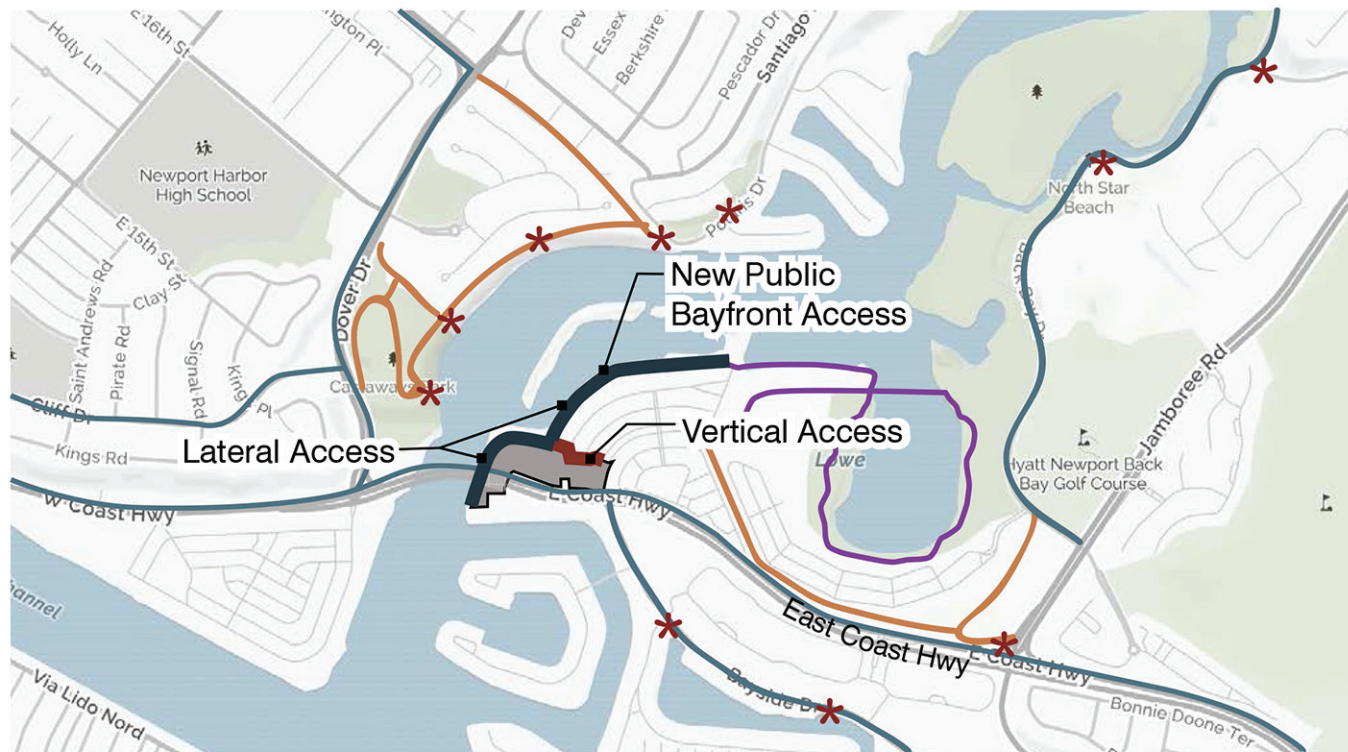 E 16th St
Holly Ln
Santiago
Essex
Berkshire
Pescador Dr
Newport Harbor
High School
E 15th St
Saint Andrews Rd
Pirate Rd
Clay St
Signal Rd
Kings Pl
Dover Dr
Cliff Dr
Kings Rd
W Coast Hwy
North Star
Beach
New Public
Bayfront Access
Lateral Access
Vertical Access
E Coast Hwy
Jamboree Rd
Hyatt Newport Back
Bay Golf Course
East Coast Hwy
E Coast Hwy
Bayside Dr
Bonnie Doone Ter
Via Lido Nord